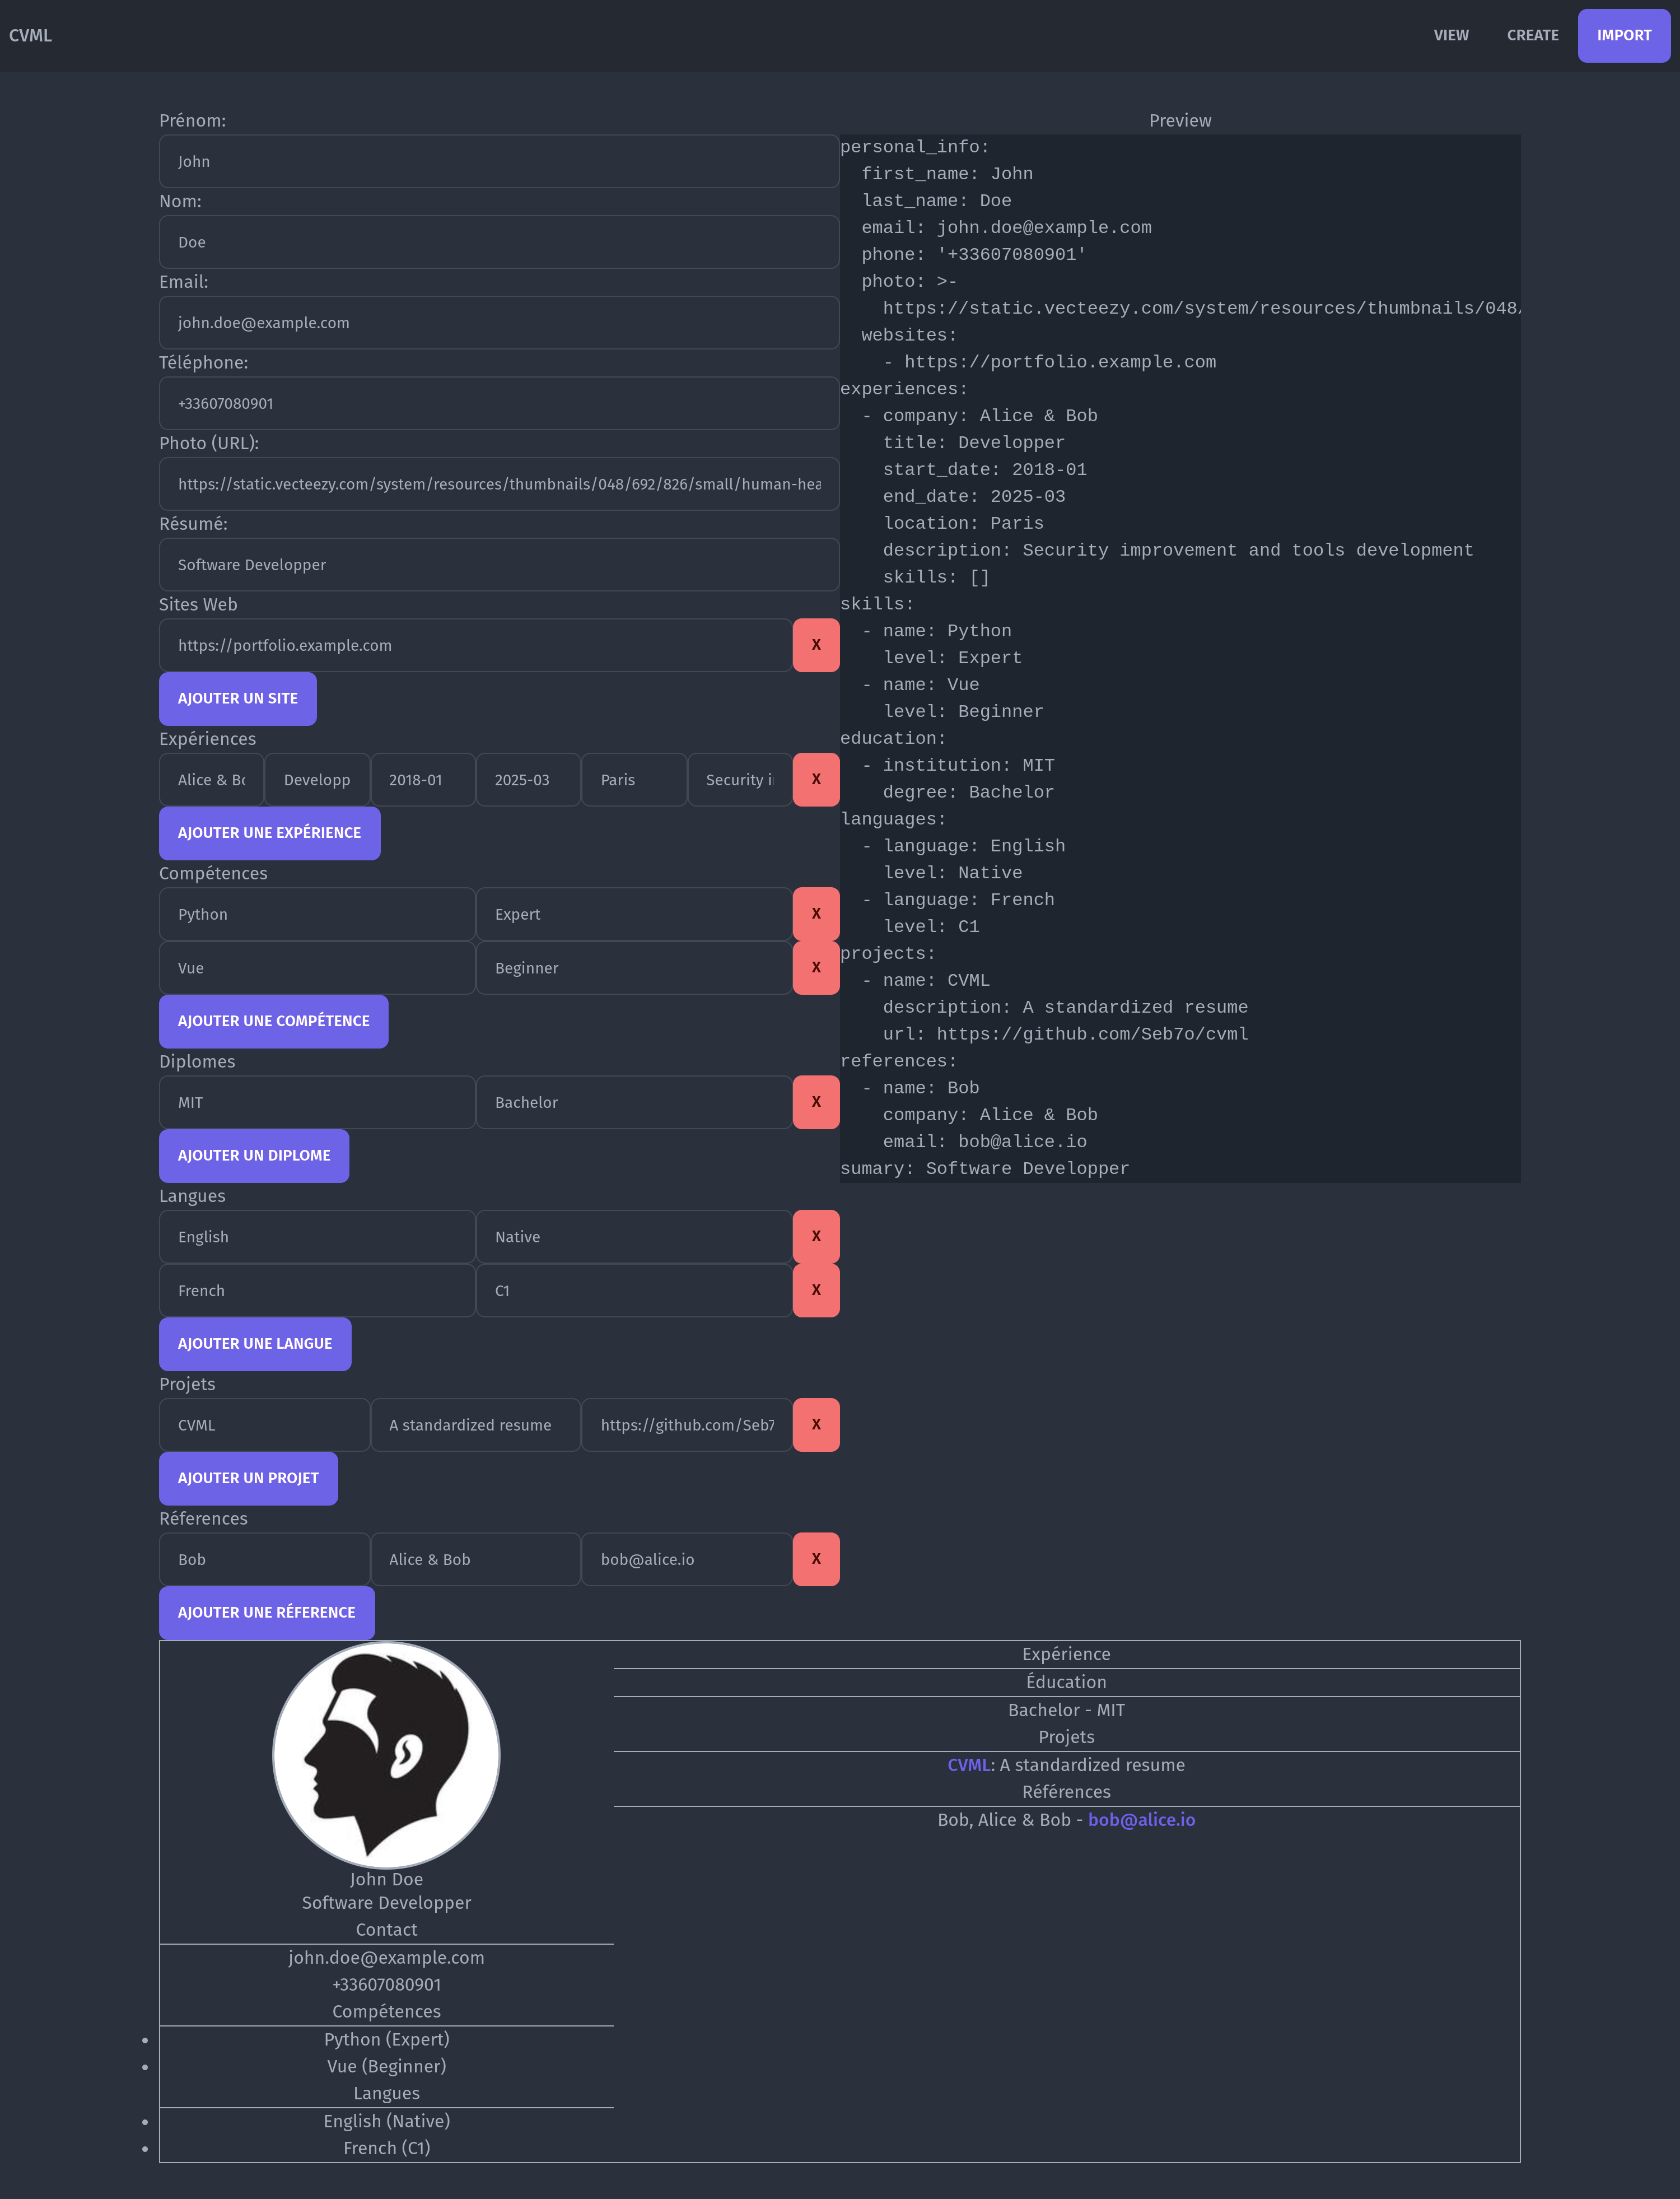 CVML
VIEW
CREATE
IMPORT
Prénom:
John
Nom:
Doe
Email:
john.doe@example.com
Téléphone:
+33607080901
Photo (URL):
https://static.vecteezy.com/system/resources/thumbnails/048/692/826/small/human-hea
Résumé:
Software Developper
Sites Web
https://portfolio.example.com
X
AJOUTER UN SITE
Expériences
Alice & Bo Developp 2018-01 2025-03 Paris Security i X
AJOUTER UNE EXPÉRIENCE
Compétences
Python Expert X
Vue Beginner X
AJOUTER UNE COMPÉTENCE
Diplomes
MIT Bachelor X
AJOUTER UN DIPLOME
Langues
English Native X
French C1 X
AJOUTER UNE LANGUE
Projets
CVML A standardized resume https://github.com/Seb7 X
AJOUTER UN PROJET
Réferences
Bob Alice & Bob bob@alice.io X
AJOUTER UNE RÉFERENCE
Preview
personal_info:
  first_name: John
  last_name: Doe
  email: john.doe@example.com
  phone: '+33607080901'
  photo: >-
    https://static.vecteezy.com/system/resources/thumbnails/048/
  websites:
    - https://portfolio.example.com
experiences:
  - company: Alice & Bob
    title: Developper
    start_date: 2018-01
    end_date: 2025-03
    location: Paris
    description: Security improvement and tools development
    skills: []
skills:
  - name: Python
    level: Expert
  - name: Vue
    level: Beginner
education:
  - institution: MIT
    degree: Bachelor
languages:
  - language: English
    level: Native
  - language: French
    level: C1
projects:
  - name: CVML
    description: A standardized resume
    url: https://github.com/Seb7o/cvml
references:
  - name: Bob
    company: Alice & Bob
    email: bob@alice.io
sumary: Software Developper
John Doe
Software Developper
Contact
john.doe@example.com
+33607080901
Compétences
• Python (Expert)
• Vue (Beginner)
Langues
• English (Native)
• French (C1)
Expérience
Éducation
Bachelor - MIT
Projets
CVML: A standardized resume
Références
Bob, Alice & Bob - bob@alice.io